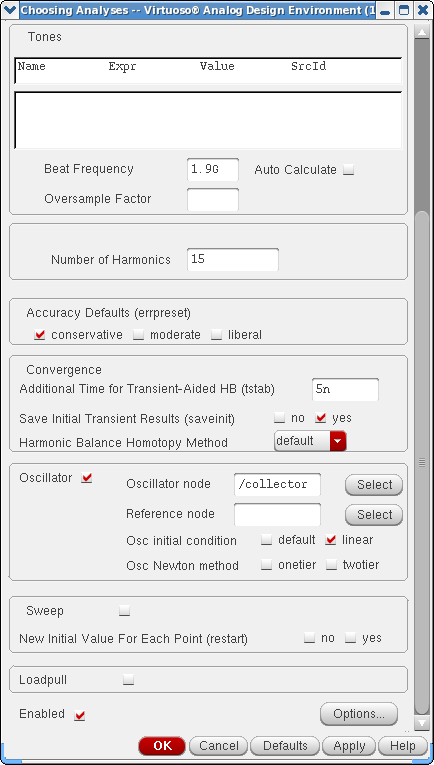 Choosing Analyses -- Virtuoso® Analog Design Environment (1
Tones
Name Expr Value SrcId
Beat Frequency 1.9G Auto Calculate
Oversample Factor
Number of Harmonics 15
Accuracy Defaults (errpreset)
conservative moderate liberal
Convergence
Additional Time for Transient-Aided HB (tstab) 5n
Save Initial Transient Results (saveinit) no yes
Harmonic Balance Homotopy Method default
Oscillator Oscillator node /collector Select
Reference node Select
Osc initial condition default linear
Osc Newton method onetier twotier
Sweep
New Initial Value For Each Point (restart) no yes
Loadpull
Enabled Options...
OK Cancel Defaults Apply Help